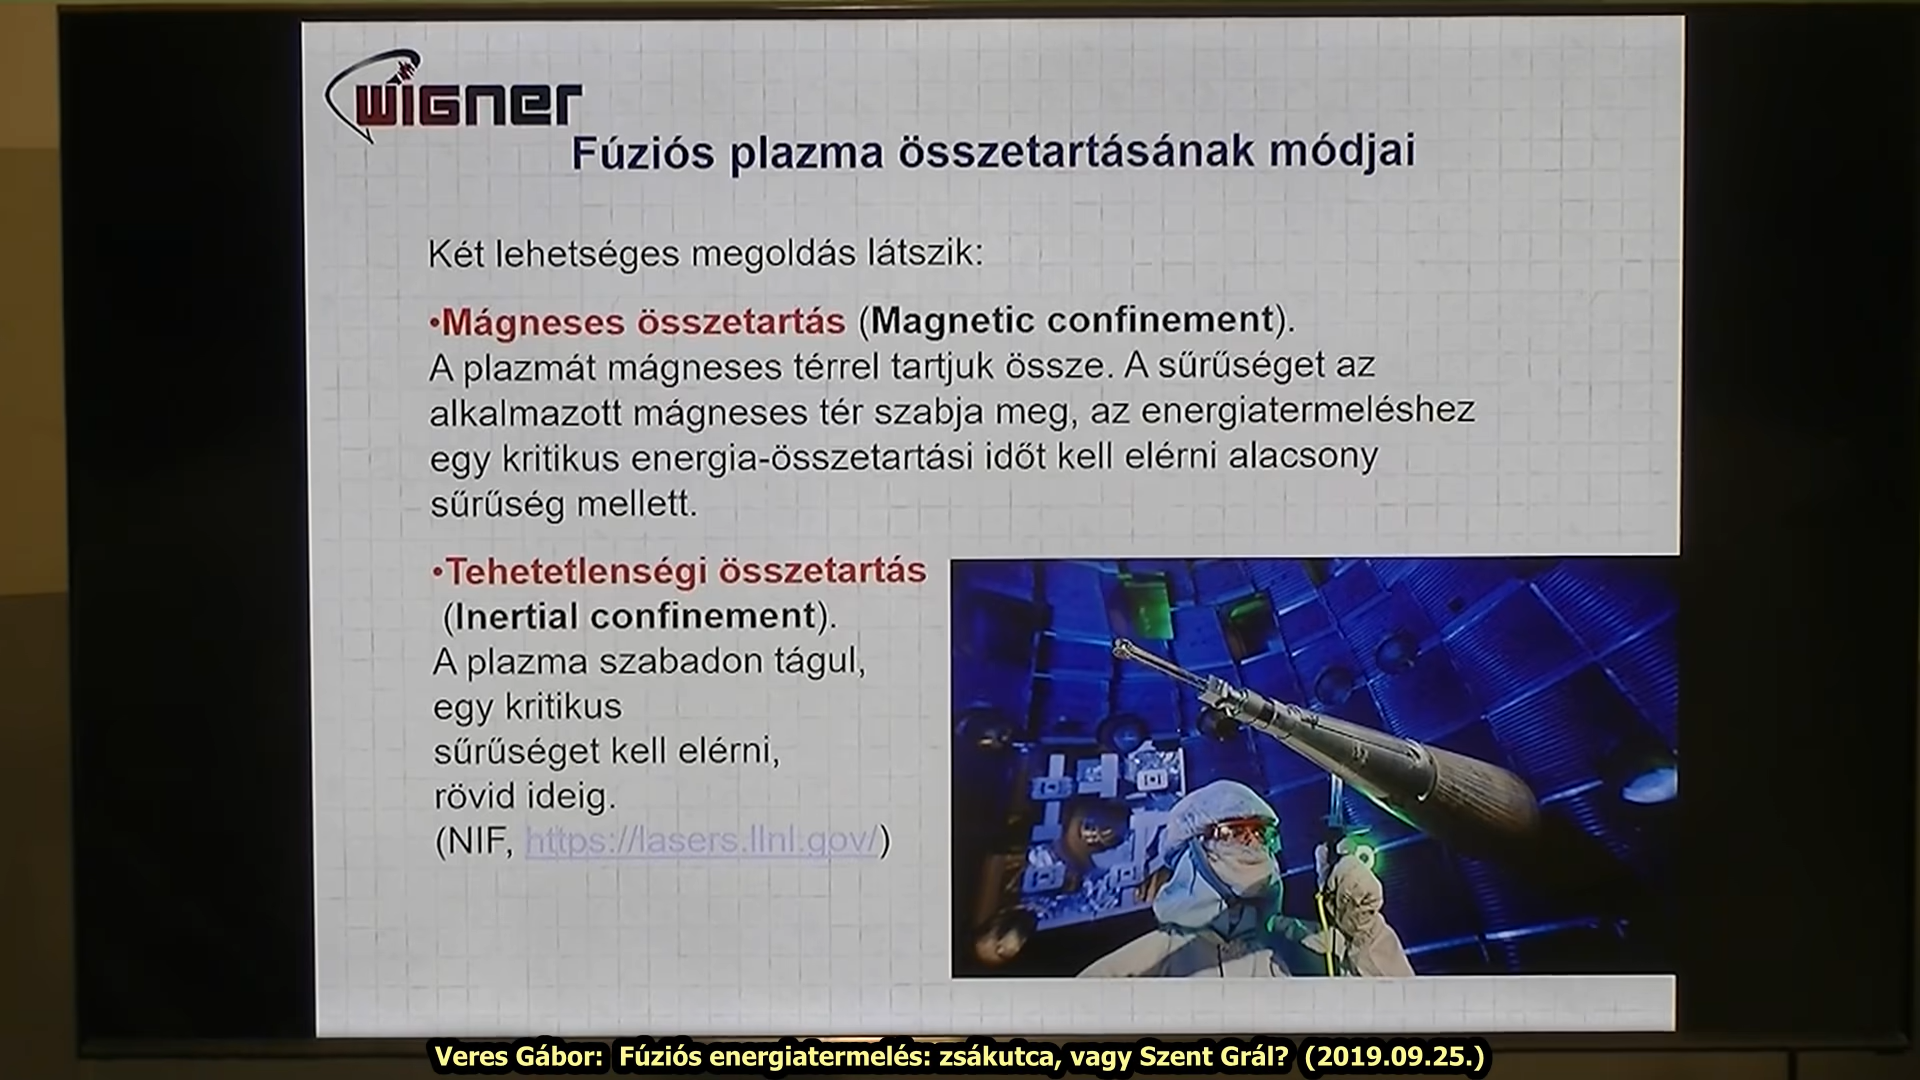 wigner
Fúziós plazma összetartásának módjai
Két lehetséges megoldás látszik:
•Mágneses összetartás (Magnetic confinement).
A plazmát mágneses térrel tartjuk össze. A sűrűséget az
alkalmazott mágneses tér szabja meg, az energiatermeléshez
egy kritikus energia-összetartási időt kell elérni alacsony
sűrűség mellett.
•Tehetetlenségi összetartás
(Inertial confinement).
A plazma szabadon tágul,
egy kritikus
sűrűséget kell elérni,
rövid ideig.
(NIF, https://lasers.llnl.gov/)
Veres Gábor: Fúziós energiatermelés: zsákutca, vagy Szent Grál? (2019.09.25.)